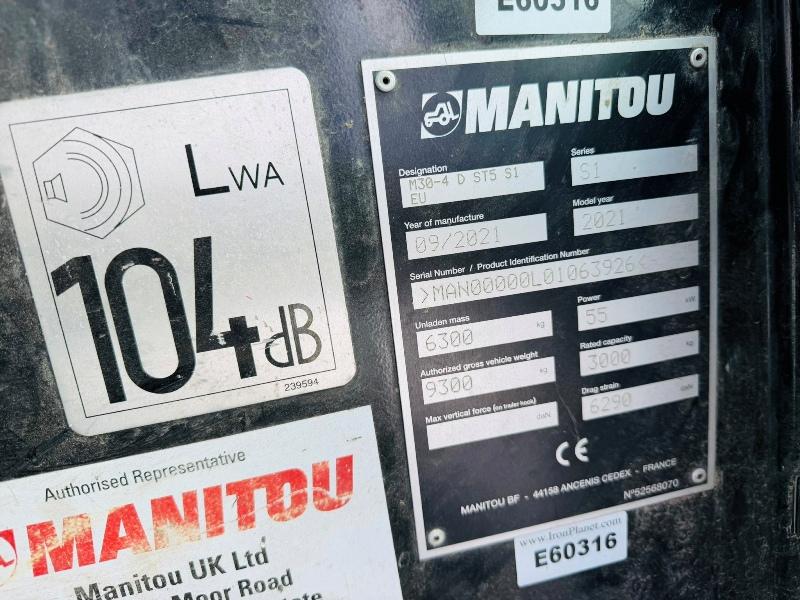 E60316
LWA
104dB
239594
MANITOU
Designation
M30-4 D ST5 S1
EU
Series
S1
Year of manufacture
09/2021
Model year
2021
Serial Number / Product Identification Number
>MAN00000L01063926<
Unladen mass
6300 kg
Power
55 kW
Authorized gross vehicle weight
9300 kg
Rated capacity
3000 kg
Max vertical force (on trailer hook)
daN
Drag strain
6290 daN
CE
MANITOU BF - 44158 ANCENIS CEDEX - FRANCE
N°52568070
www.IronPlanet.com
E60316
Authorised Representative
MANITOU
Manitou UK Ltd
Moor Road